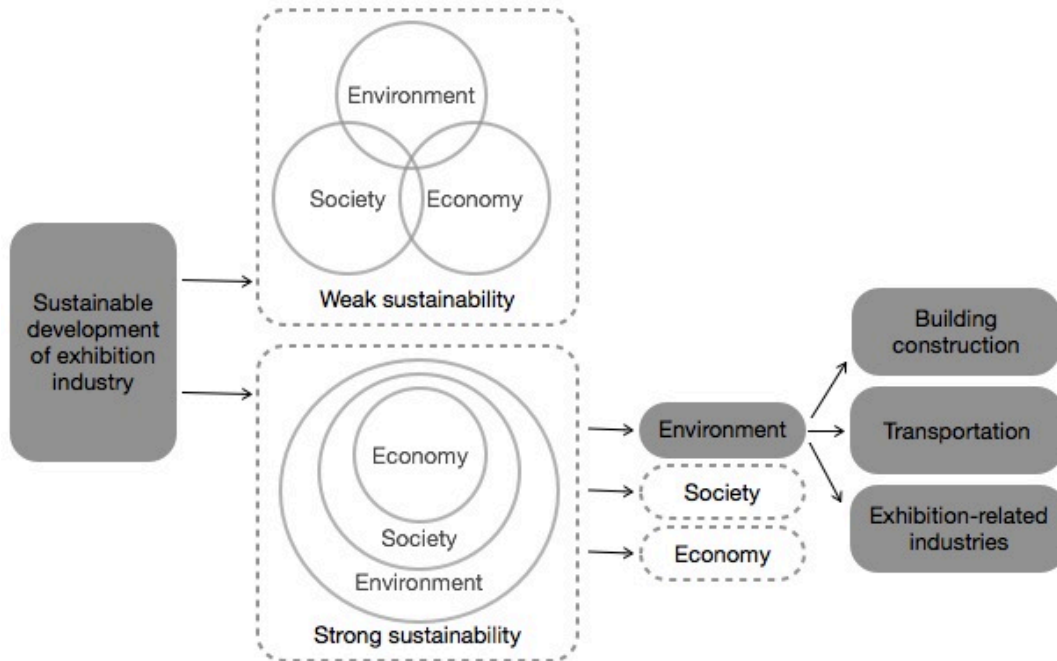 Sustainable
development
of exhibition
industry
Environment
Society
Economy
Weak sustainability
Economy
Society
Environment
Strong sustainability
Environment
Society
Economy
Building
construction
Transportation
Exhibition-related
industries